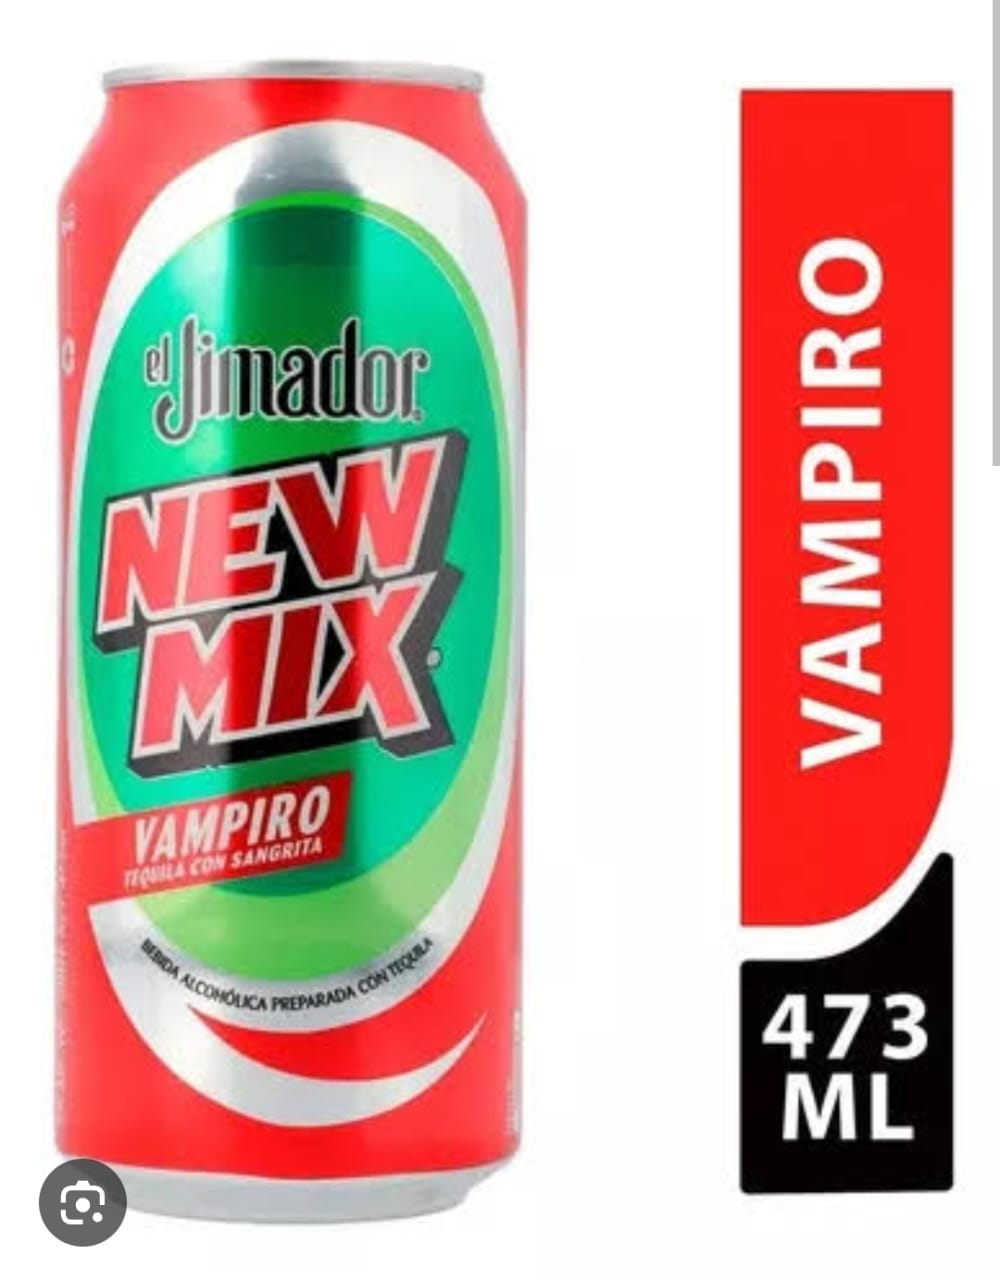 el Jimador
NEW
MIX
VAMPIRO
TEQUILA CON SANGRITA
BEBIDA ALCOHÓLICA PREPARADA CON TEQUILA
VAMPIRO
473
ML